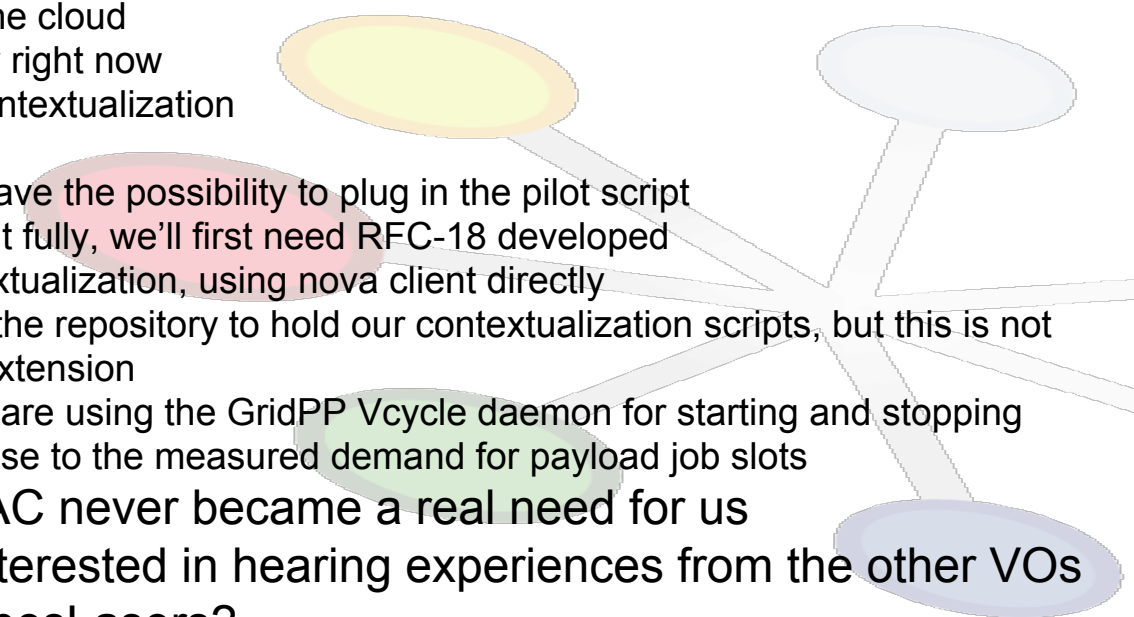 ne cloud
right now
ntextualization
ave the possibility to plug in the pilot script
t fully, we'll first need RFC-18 developed
xtualization, using nova client directly
the repository to hold our contextualization scripts, but this is not
xtension
are using the GridPP Vcycle daemon for starting and stopping
se to the measured demand for payload job slots
AC never became a real need for us
terested in hearing experiences from the other VOs